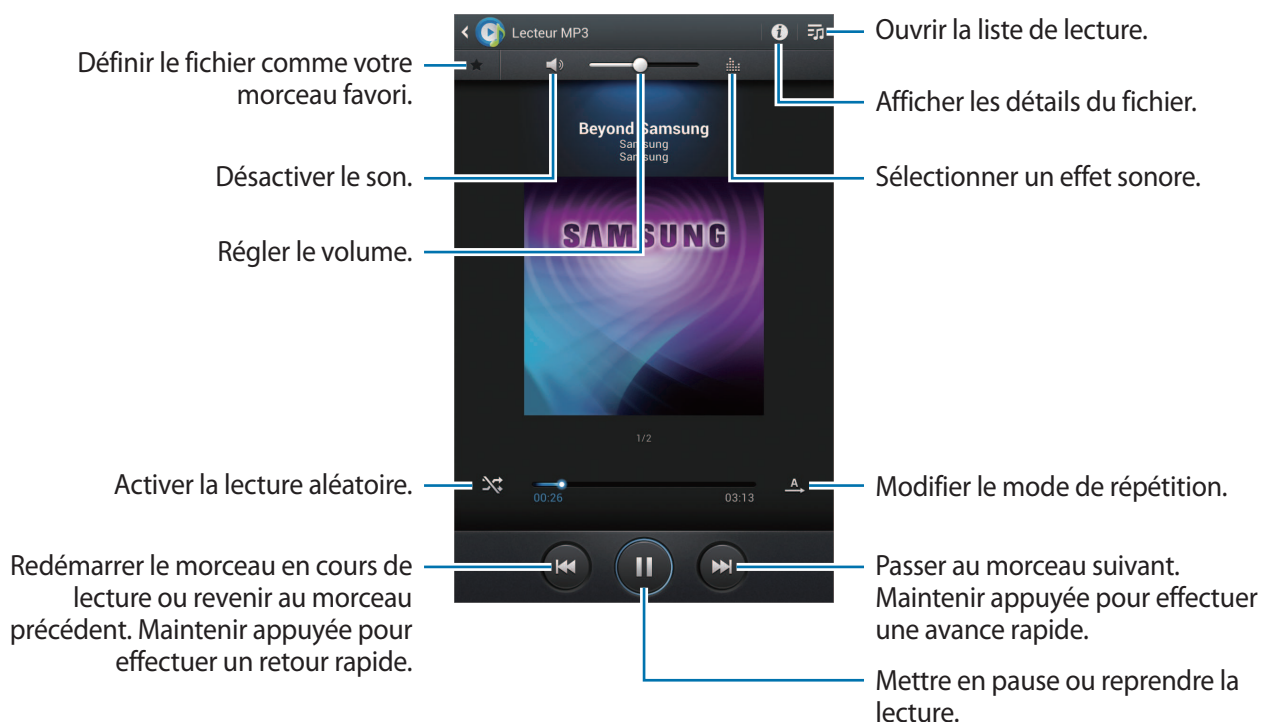 Lecteur MP3
Ouvrir la liste de lecture.
Définir le fichier comme votre
morceau favori.
Afficher les détails du fichier.
Beyond Samsung
Samsung
Samsung
Désactiver le son.
Sélectionner un effet sonore.
SAMSUNG
Régler le volume.
1/2
Activer la lecture aléatoire.
00:26
03:13
A
Modifier le mode de répétition.
Redémarrer le morceau en cours de
lecture ou revenir au morceau
précédent. Maintenir appuyée pour
effectuer un retour rapide.
Passer au morceau suivant.
Maintenir appuyée pour effectuer
une avance rapide.
Mettre en pause ou reprendre la
lecture.